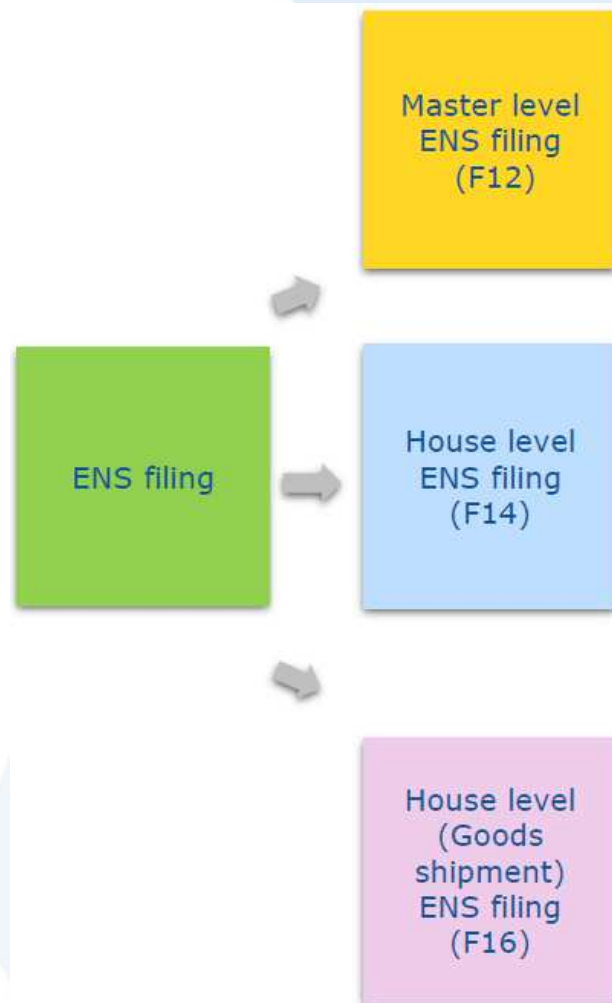 Master level
ENS filing
(F12)
ENS filing
House level
ENS filing
(F14)
House level
(Goods
shipment)
ENS filing
(F16)